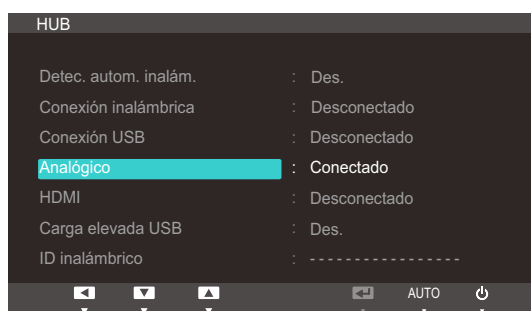 HUB
Detec. autom. inalám. : Des.
Conexión inalámbrica : Desconectado
Conexión USB : Desconectado
Analógico : Conectado
HDMI : Desconectado
Carga elevada USB : Des.
ID inalámbrico : - - - - - - - - - - - - - - - - -
AUTO